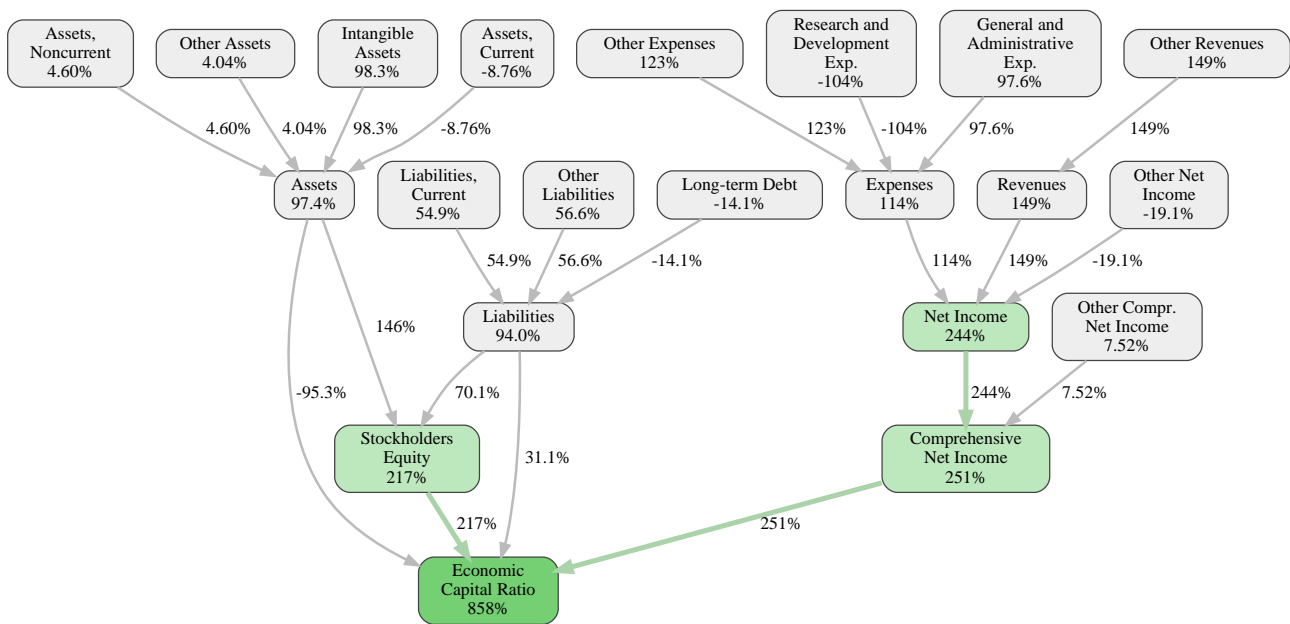 Assets,
Noncurrent
4.60%
Other Assets
4.04%
Intangible
Assets
98.3%
Assets,
Current
-8.76%
Other Expenses
123%
Research and
Development
Exp.
-104%
General and
Administrative
Exp.
97.6%
Other Revenues
149%
4.60%
4.04%
98.3%
-8.76%
123%
-104%
97.6%
149%
Assets
97.4%
Liabilities,
Current
54.9%
Other
Liabilities
56.6%
Long-term Debt
-14.1%
Expenses
114%
Revenues
149%
Other Net
Income
-19.1%
54.9%
56.6%
-14.1%
114%
149%
-19.1%
146%
Liabilities
94.0%
Net Income
244%
Other Compr.
Net Income
7.52%
-95.3%
70.1%
244%
7.52%
Stockholders
Equity
217%
31.1%
Comprehensive
Net Income
251%
217%
251%
Economic
Capital Ratio
858%